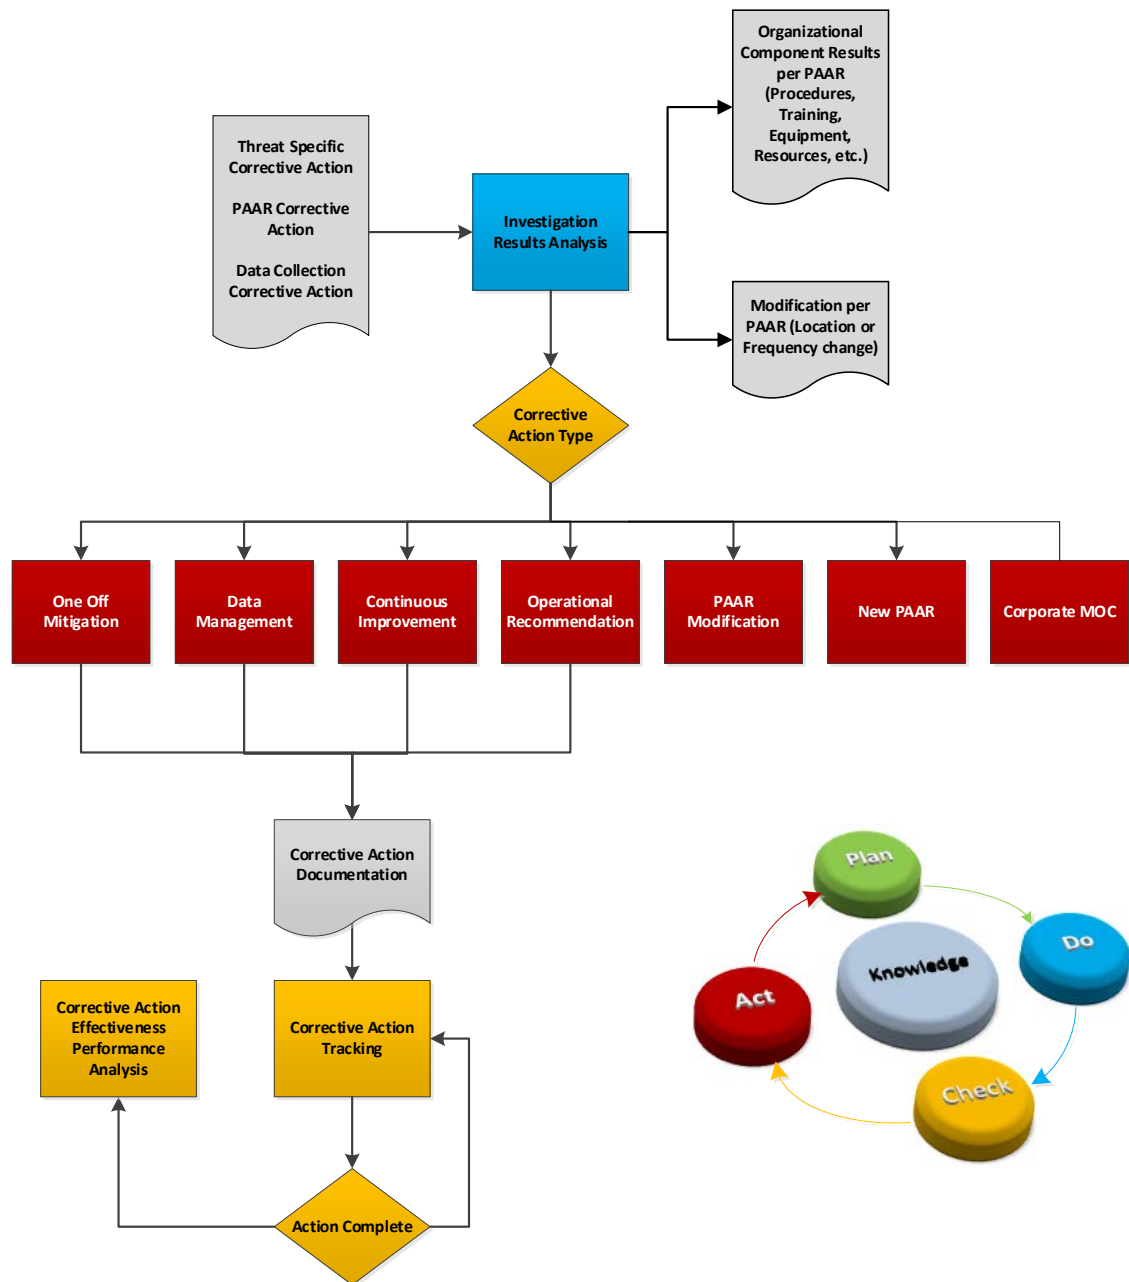 Organizational
Component Results
per PAAR
(Procedures,
Training,
Equipment,
Resources, etc.)
Threat Specific
Corrective Action
PAAR Corrective
Action
Data Collection
Corrective Action
Investigation
Results Analysis
Modification per
PAAR (Location or
Frequency change)
Corrective
Action Type
One Off
Mitigation
Data
Management
Continuous
Improvement
Operational
Recommendation
PAAR
Modification
New PAAR
Corporate MOC
Corrective Action
Documentation
Corrective Action
Effectiveness
Performance
Analysis
Corrective Action
Tracking
Action Complete
Plan
Do
Knowledge
Act
Check